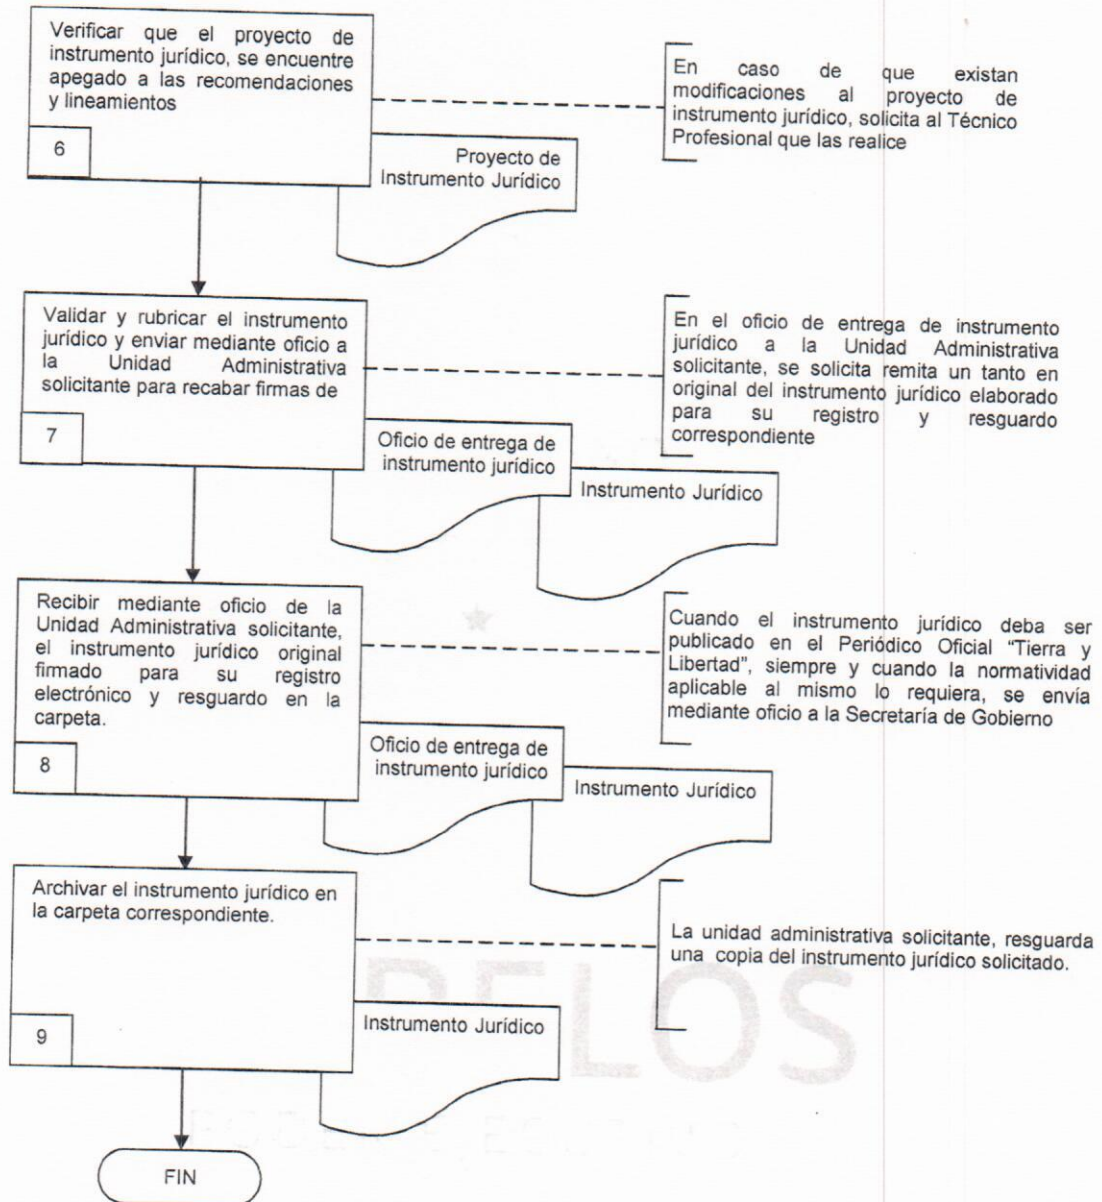 Verificar que el proyecto de
instrumento jurídico, se encuentre
apegado a las recomendaciones
y lineamientos
6
Proyecto de
Instrumento Jurídico
En caso de que existan
modificaciones al proyecto de
instrumento jurídico, solicita al Técnico
Profesional que las realice
Validar y rubricar el instrumento
jurídico y enviar mediante oficio a
la Unidad Administrativa
solicitante para recabar firmas de
7
Oficio de entrega de
instrumento jurídico
Instrumento Jurídico
En el oficio de entrega de instrumento
jurídico a la Unidad Administrativa
solicitante, se solicita remita un tanto en
original del instrumento jurídico elaborado
para su registro y resguardo
correspondiente
Recibir mediante oficio de la
Unidad Administrativa solicitante,
el instrumento jurídico original
firmado para su registro
electrónico y resguardo en la
carpeta.
8
Oficio de entrega de
instrumento jurídico
Instrumento Jurídico
Cuando el instrumento jurídico deba ser
publicado en el Periódico Oficial "Tierra y
Libertad", siempre y cuando la normatividad
aplicable al mismo lo requiera, se envía
mediante oficio a la Secretaría de Gobierno
Archivar el instrumento jurídico en
la carpeta correspondiente.
9
Instrumento Jurídico
La unidad administrativa solicitante, resguarda
una copia del instrumento jurídico solicitado.
RELOS
FIN